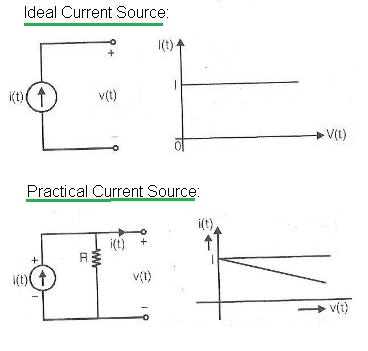 Ideal Current Source:
I(t)
+
i(t)
v(t)
I
V(t)
0
Practical Current Source:
i(t)
i(t)
+
+
R
I
i(t)
v(t)
v(t)